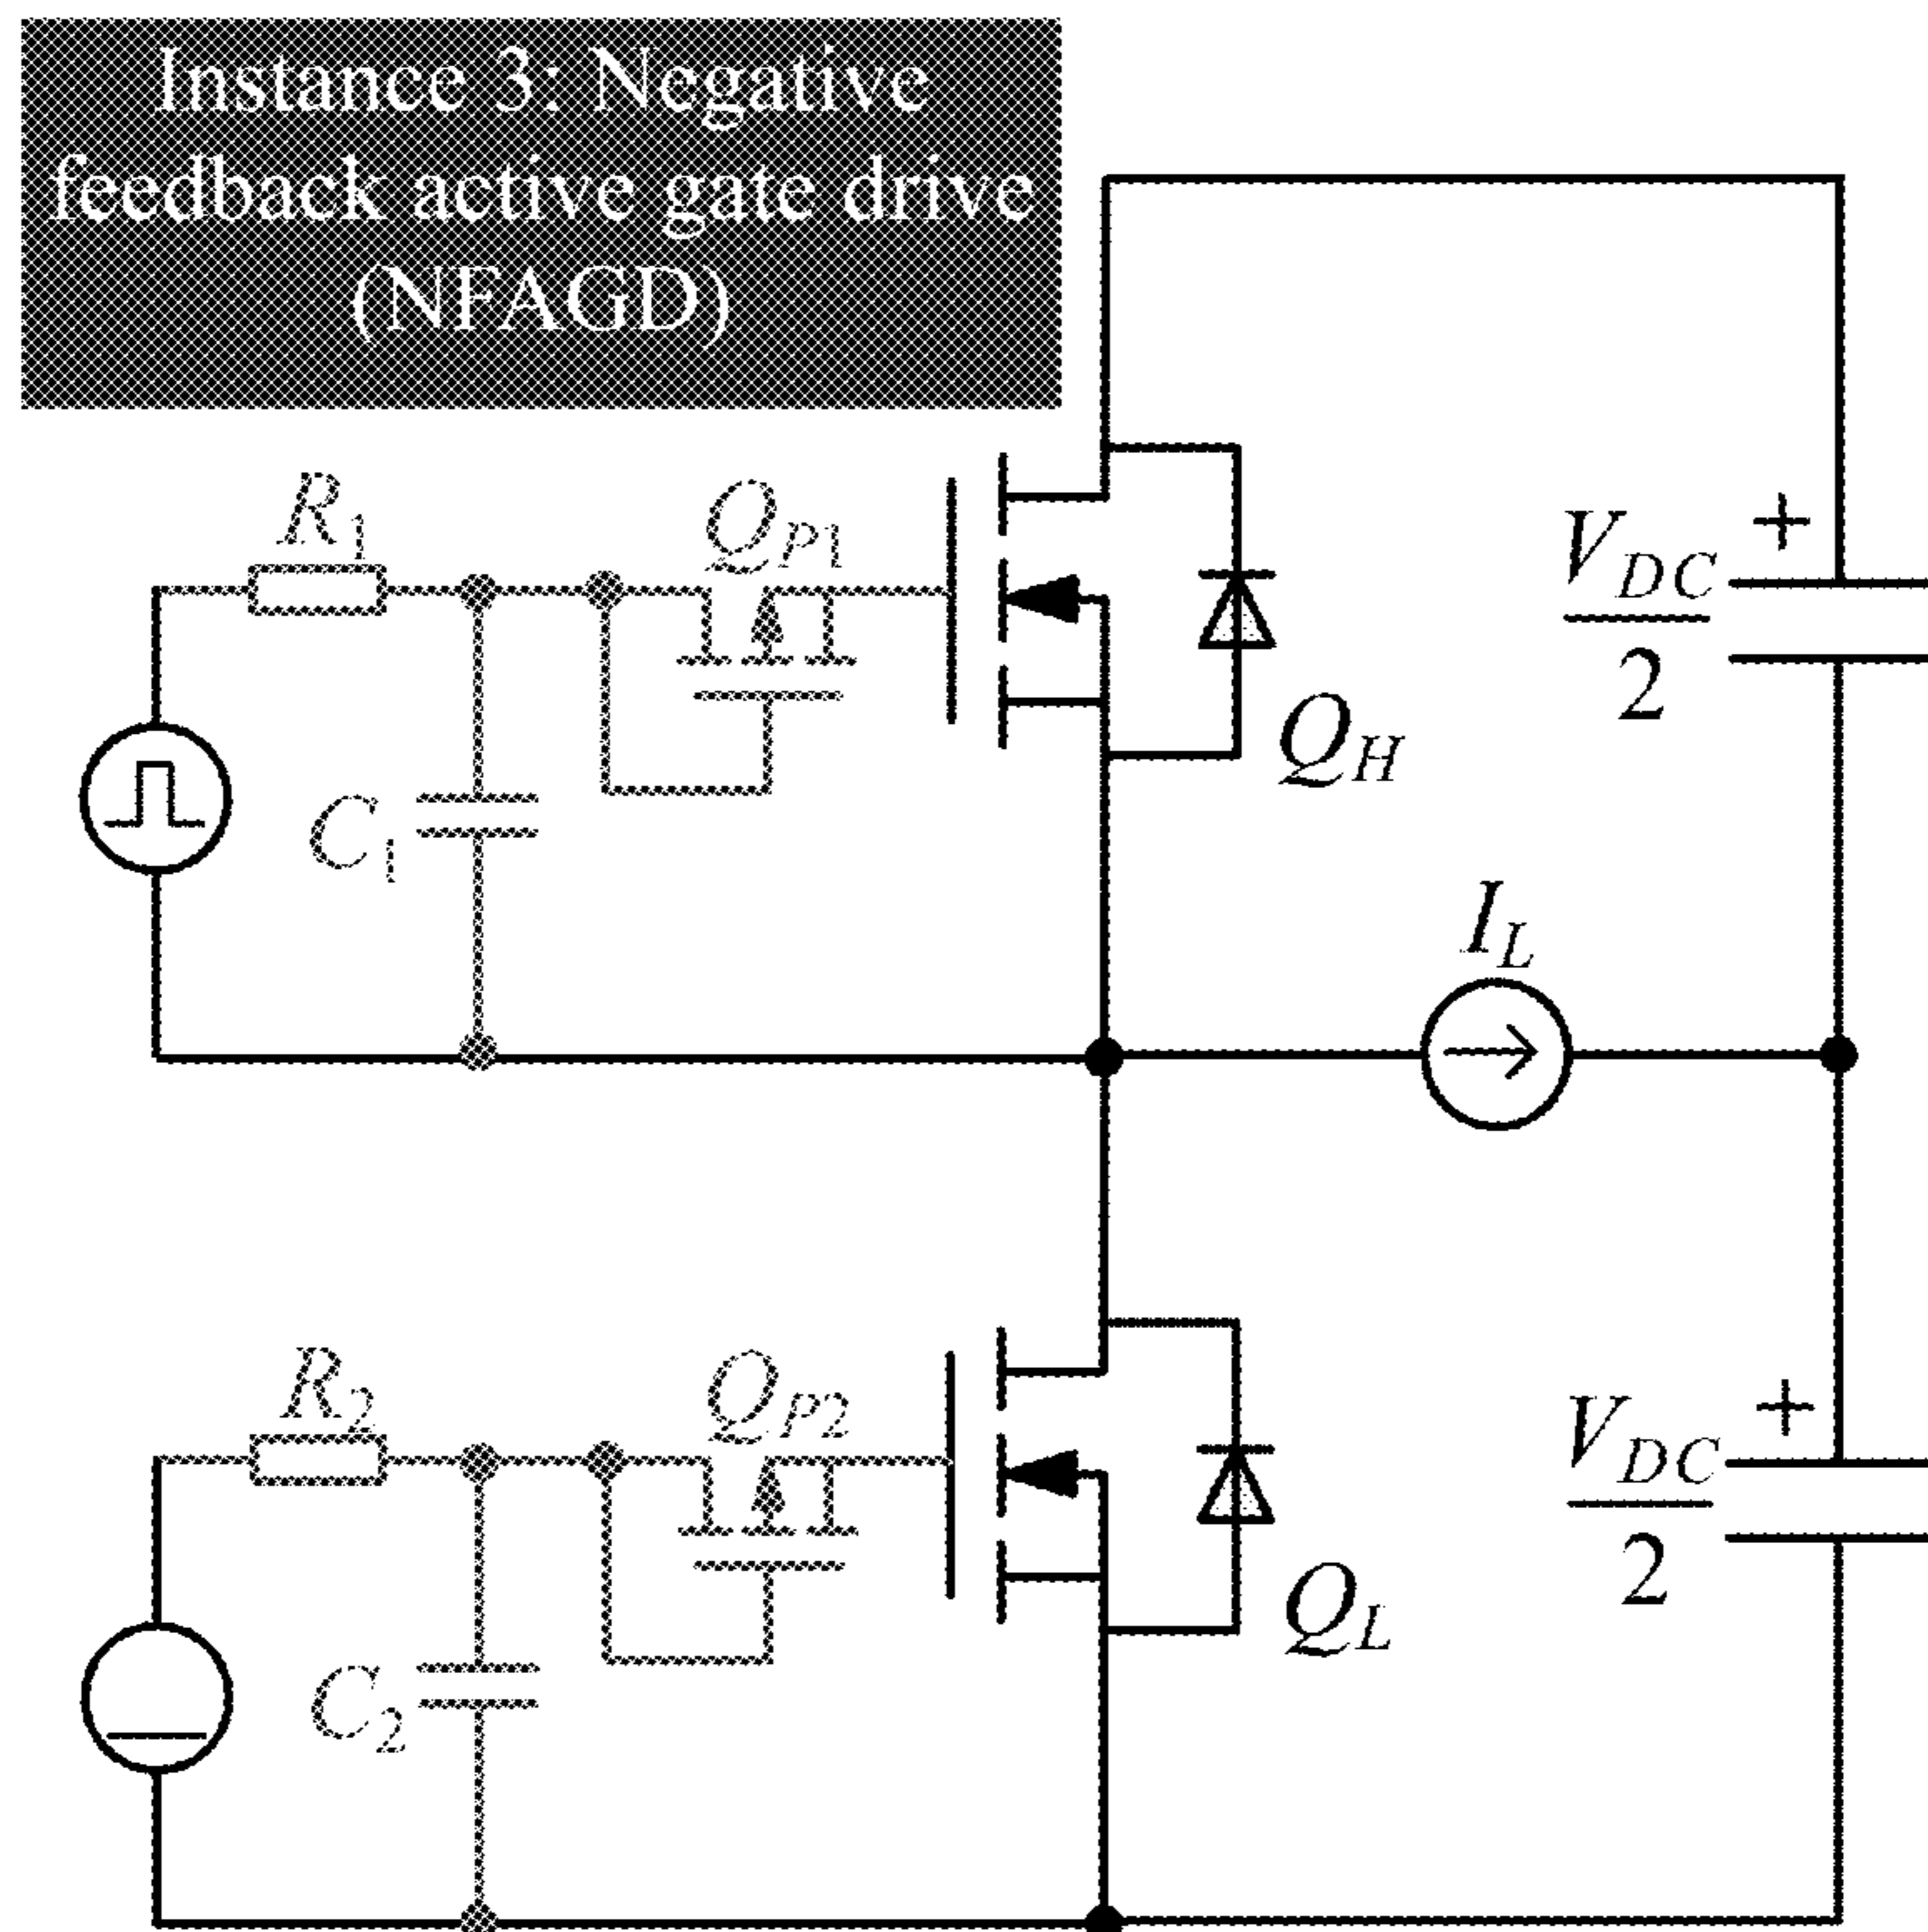 Instance 3: Negative
feedback active gate drive
(NFAGD)
R1
QP1
+
VDC
2
QH
C1
IL
R2
QP2
+
VDC
2
QL
C2